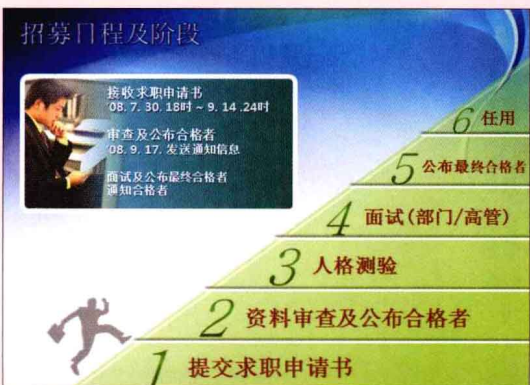 招募日程及阶段
接收求职申请书
'08. 7. 30. 18时 ~ 9. 14 .24时
审查及公布合格者
'08. 9. 17. 发送通知信息
面试及公布最终合格者
通知合格者
6 任用
5 公布最终合格者
4 面试(部门/高管)
3 人格测验
2 资料审查及公布合格者
1 提交求职申请书